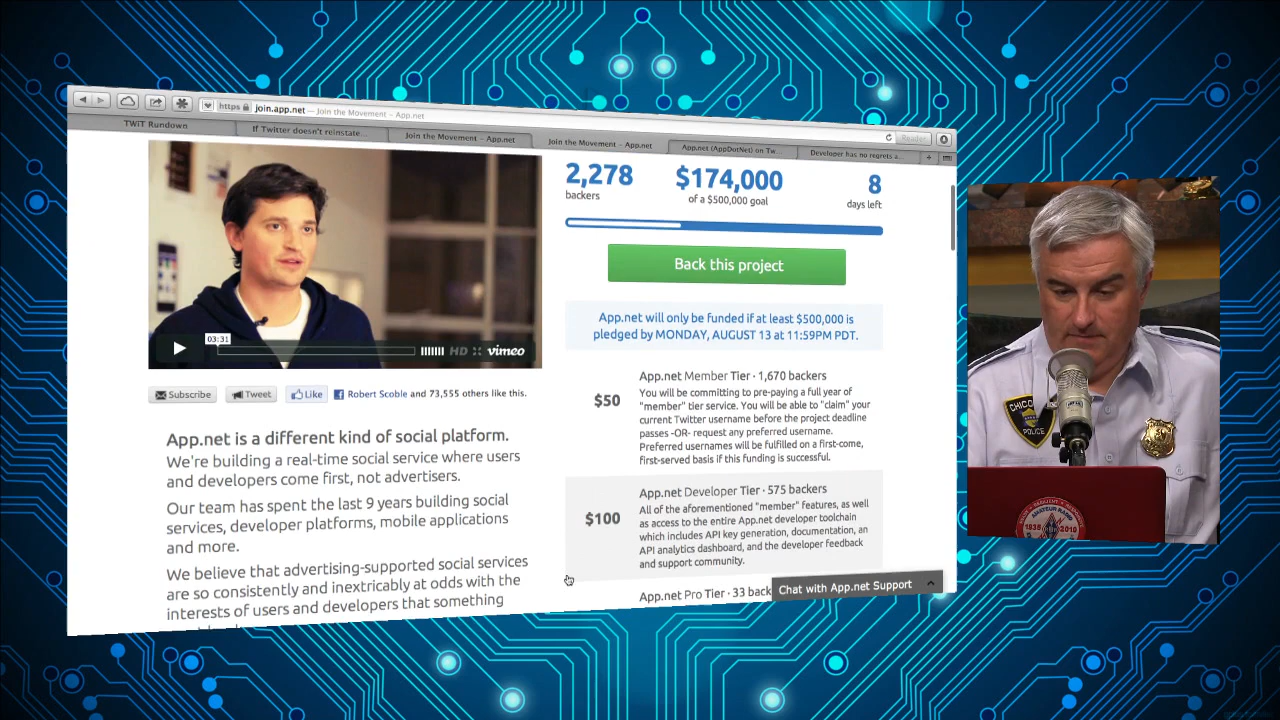 https join.app.net — Join the Movement – App.net
Reader
TWiT Rundown
If Twitter doesn't reinstate...
Join the Movement – App.net
Join the Movement – App.net
App.net (AppDotNet) on Tw...
Developer has no regrets a...
2,278
backers
$174,000
of a $500,000 goal
8
days left
Back this project
App.net will only be funded if at least $500,000 is
pledged by MONDAY, AUGUST 13 at 11:59PM PDT.
03:31
HD
vimeo
Subscribe
Tweet
Like
Robert Scoble and 73,555 others like this.
App.net is a different kind of social platform.
We're building a real-time social service where users
and developers come first, not advertisers.
Our team has spent the last 9 years building social
services, developer platforms, mobile applications
and more.
We believe that advertising-supported social services
are so consistently and inextricably at odds with the
interests of users and developers that something
$50
App.net Member Tier · 1,670 backers
You will be committing to pre-paying a full year of
"member" tier service. You will be able to "claim" your
current Twitter username before the project deadline
passes -OR- request any preferred username.
Preferred usernames will be fulfilled on a first-come,
first-served basis if this funding is successful.
$100
App.net Developer Tier · 575 backers
All of the aforementioned "member" features, as well
as access to the entire App.net developer toolchain
which includes API key generation, documentation, an
API analytics dashboard, and the developer feedback
and support community.
App.net Pro Tier · 33 back
Chat with App.net Support
POLICE
AMATEUR RADIO